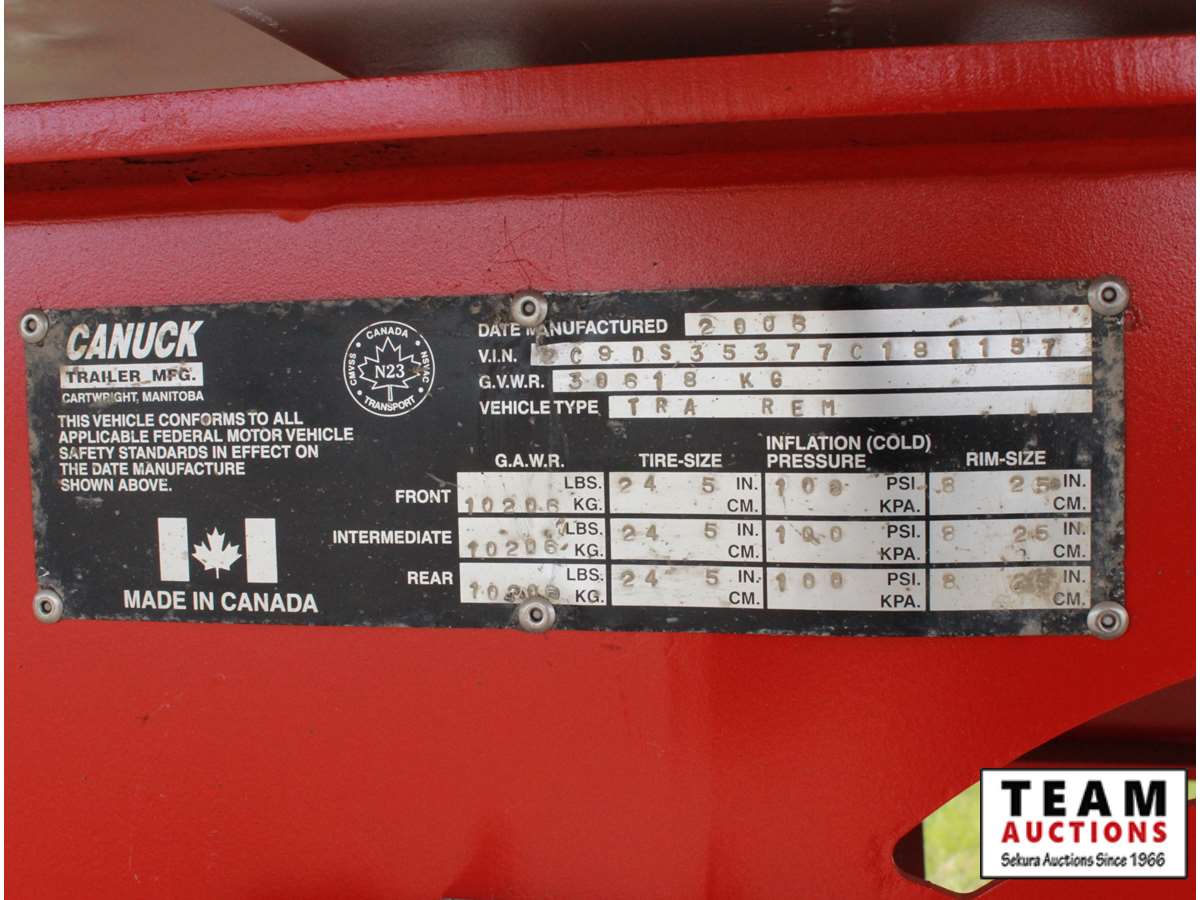 CANUCK
TRAILER MFG.
CARTWRIGHT, MANITOBA
THIS VEHICLE CONFORMS TO ALL
APPLICABLE FEDERAL MOTOR VEHICLE
SAFETY STANDARDS IN EFFECT ON
THE DATE MANUFACTURE
SHOWN ABOVE.
MADE IN CANADA
CANADA
CMVSS N23 NSVAC
TRANSPORT
DATE MANUFACTURED 2006
V.I.N. 2C9DS35377C181157
G.V.W.R. 30618 KG
VEHICLE TYPE TRA REM
G.A.W.R. TIRE-SIZE INFLATION (COLD) PRESSURE RIM-SIZE
FRONT LBS. 24 5 IN. 100 PSI. 8 25 IN.
10206 KG. CM. KPA. CM.
INTERMEDIATE LBS. 24 5 IN. 100 PSI. 8 25 IN.
10206 KG. CM. KPA. CM.
REAR LBS. 24 5 IN. 100 PSI. 8 25 IN.
10206 KG. CM. KPA. CM.
TEAM
AUCTIONS
Sekura Auctions Since 1966